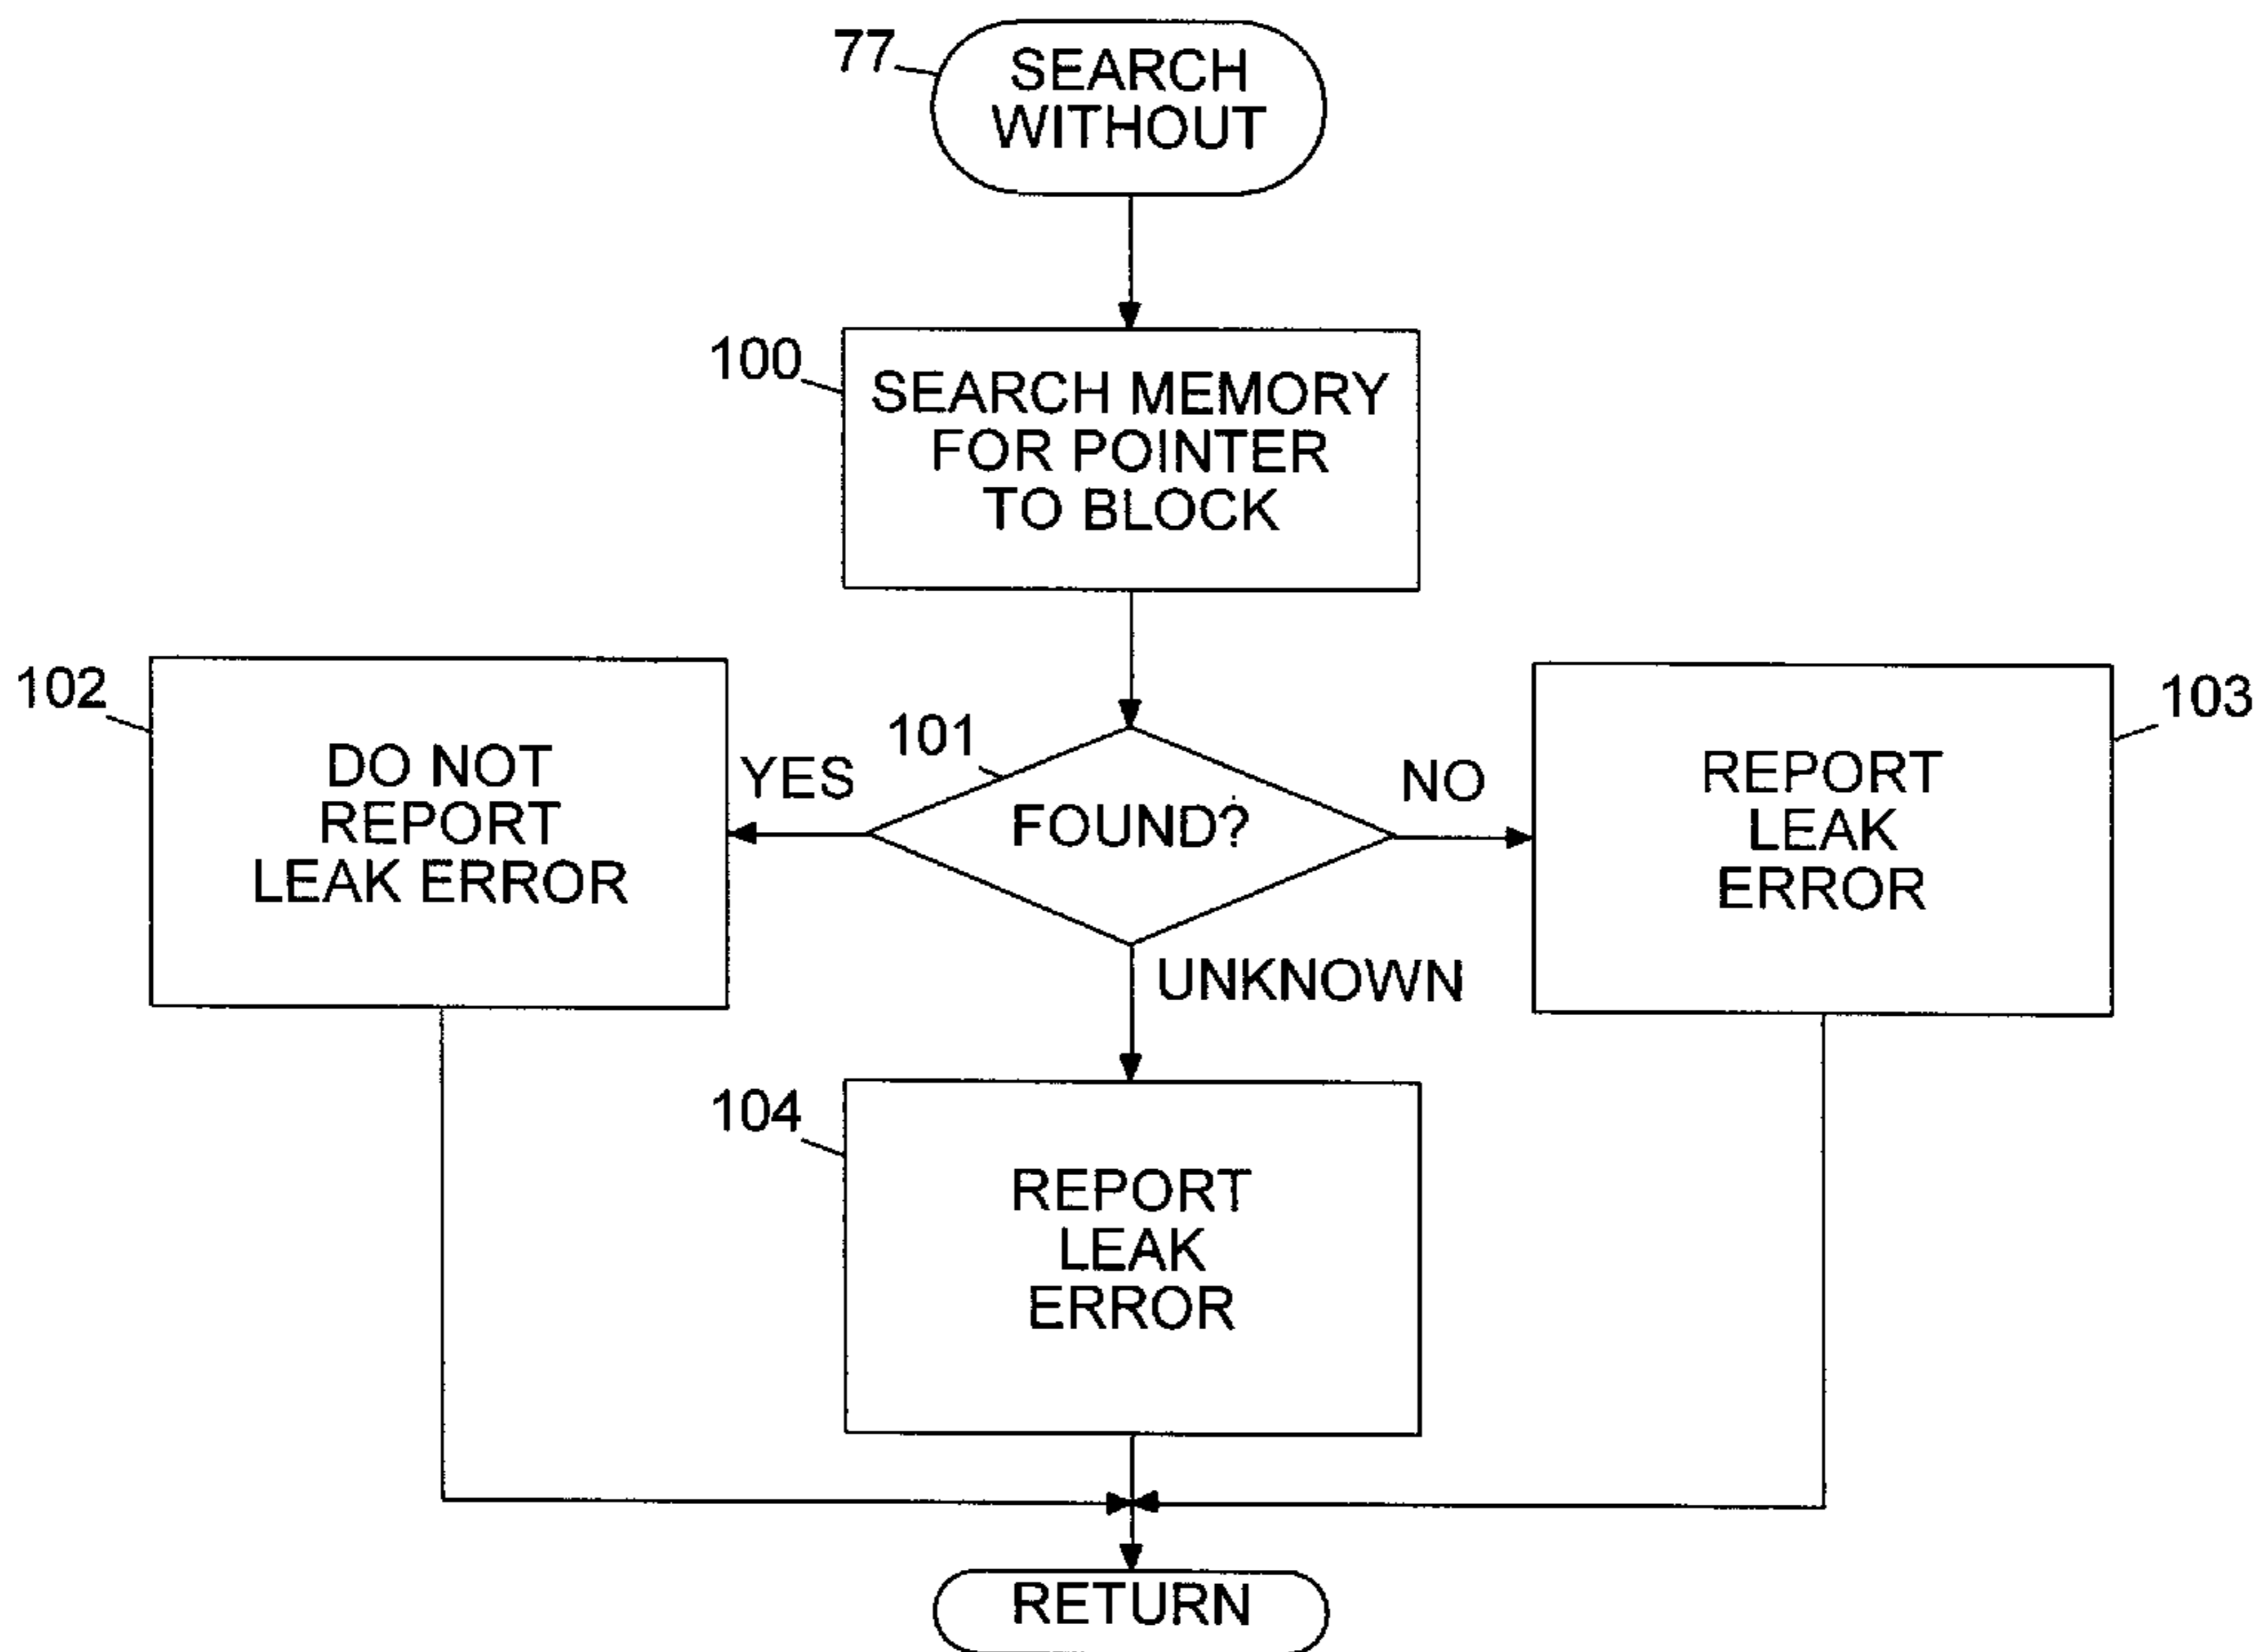 77
SEARCH
WITHOUT
100
SEARCH MEMORY
FOR POINTER
TO BLOCK
102
DO NOT
REPORT
LEAK ERROR
YES
101
FOUND?
NO
103
REPORT
LEAK
ERROR
UNKNOWN
104
REPORT
LEAK
ERROR
RETURN